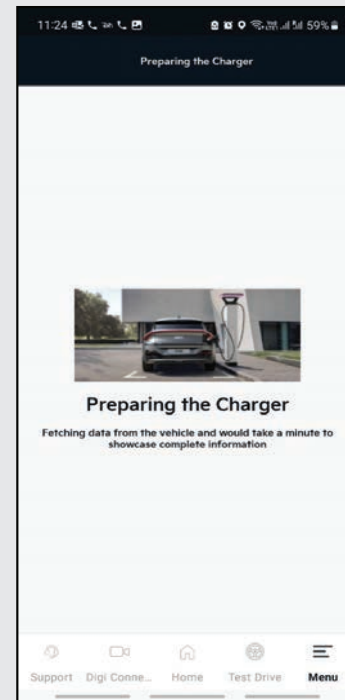 11:24
59%
Preparing the Charger
Preparing the Charger
Fetching data from the vehicle and would take a minute to
showcase complete information
Support Digi Conne... Home Test Drive Menu